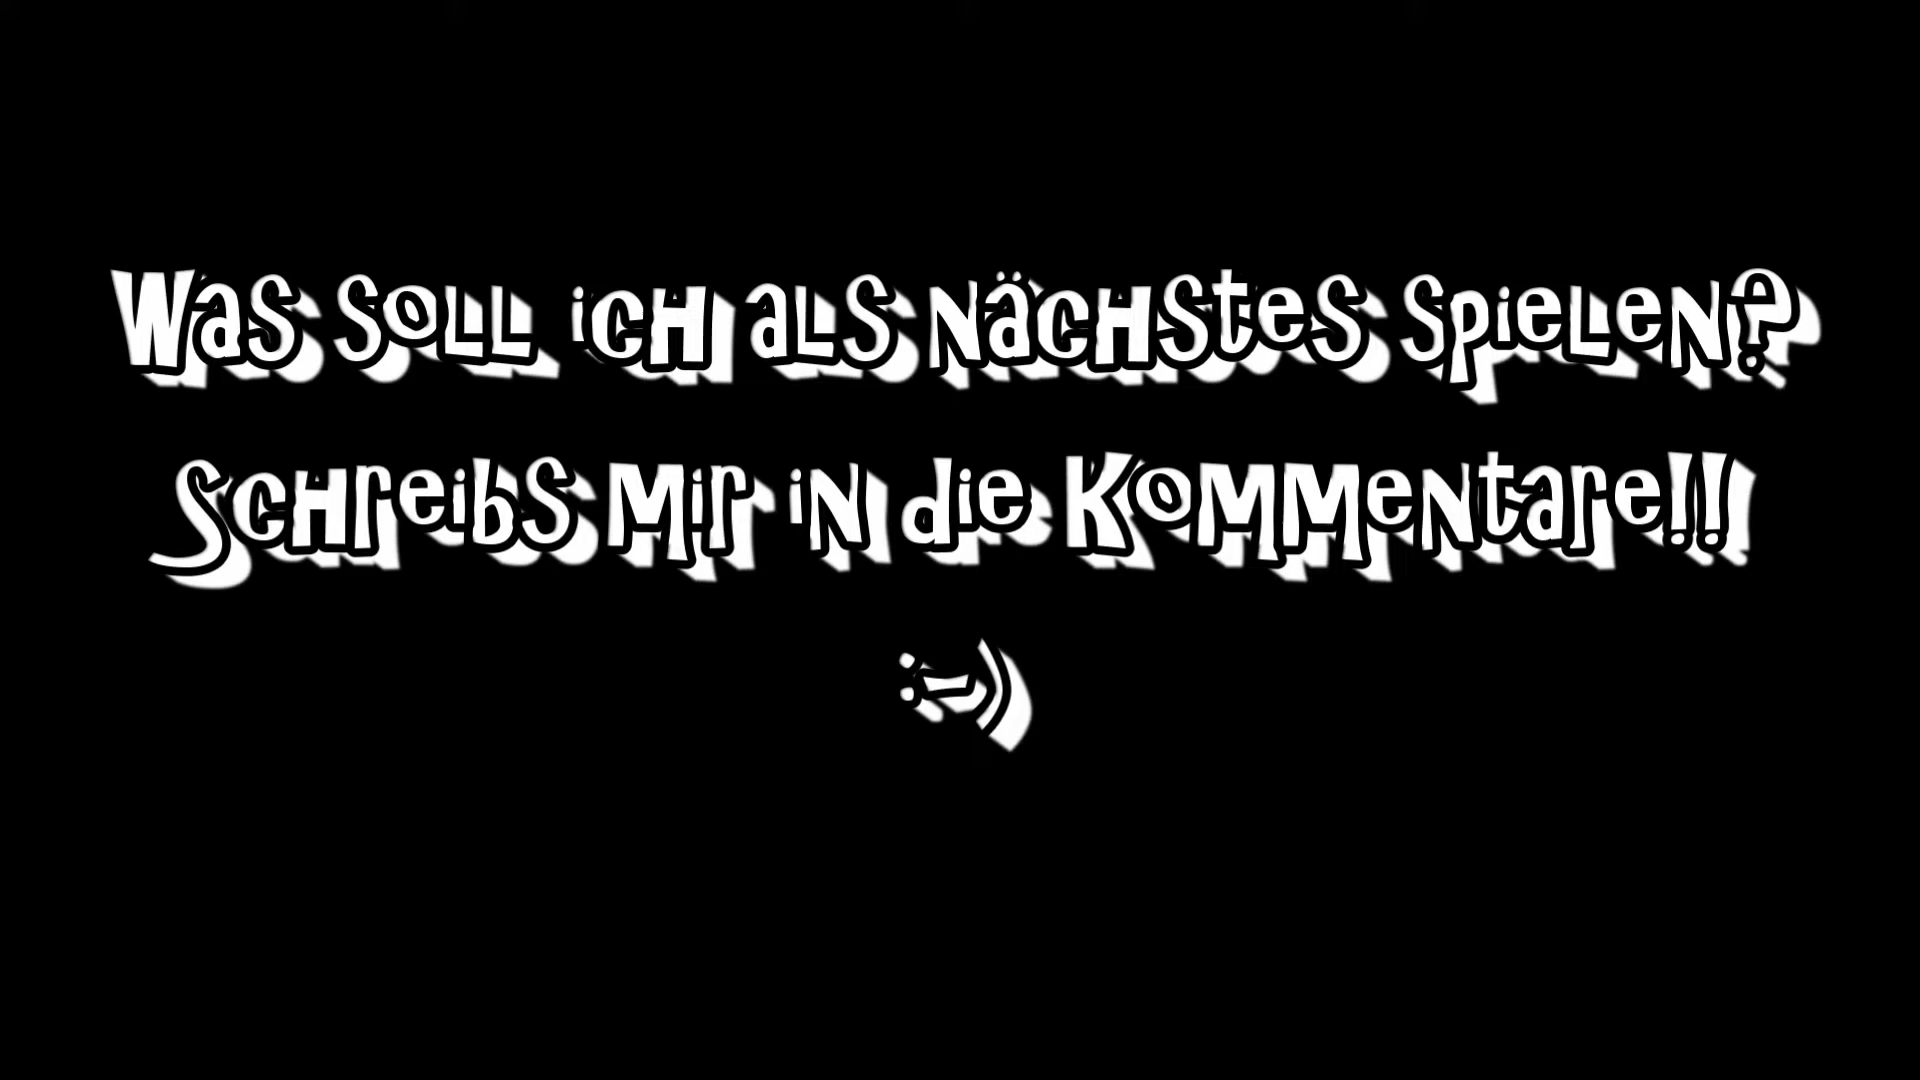 Was soll ich als nächstes spielen?
Schreibs mir in die Kommentare!!
:-)